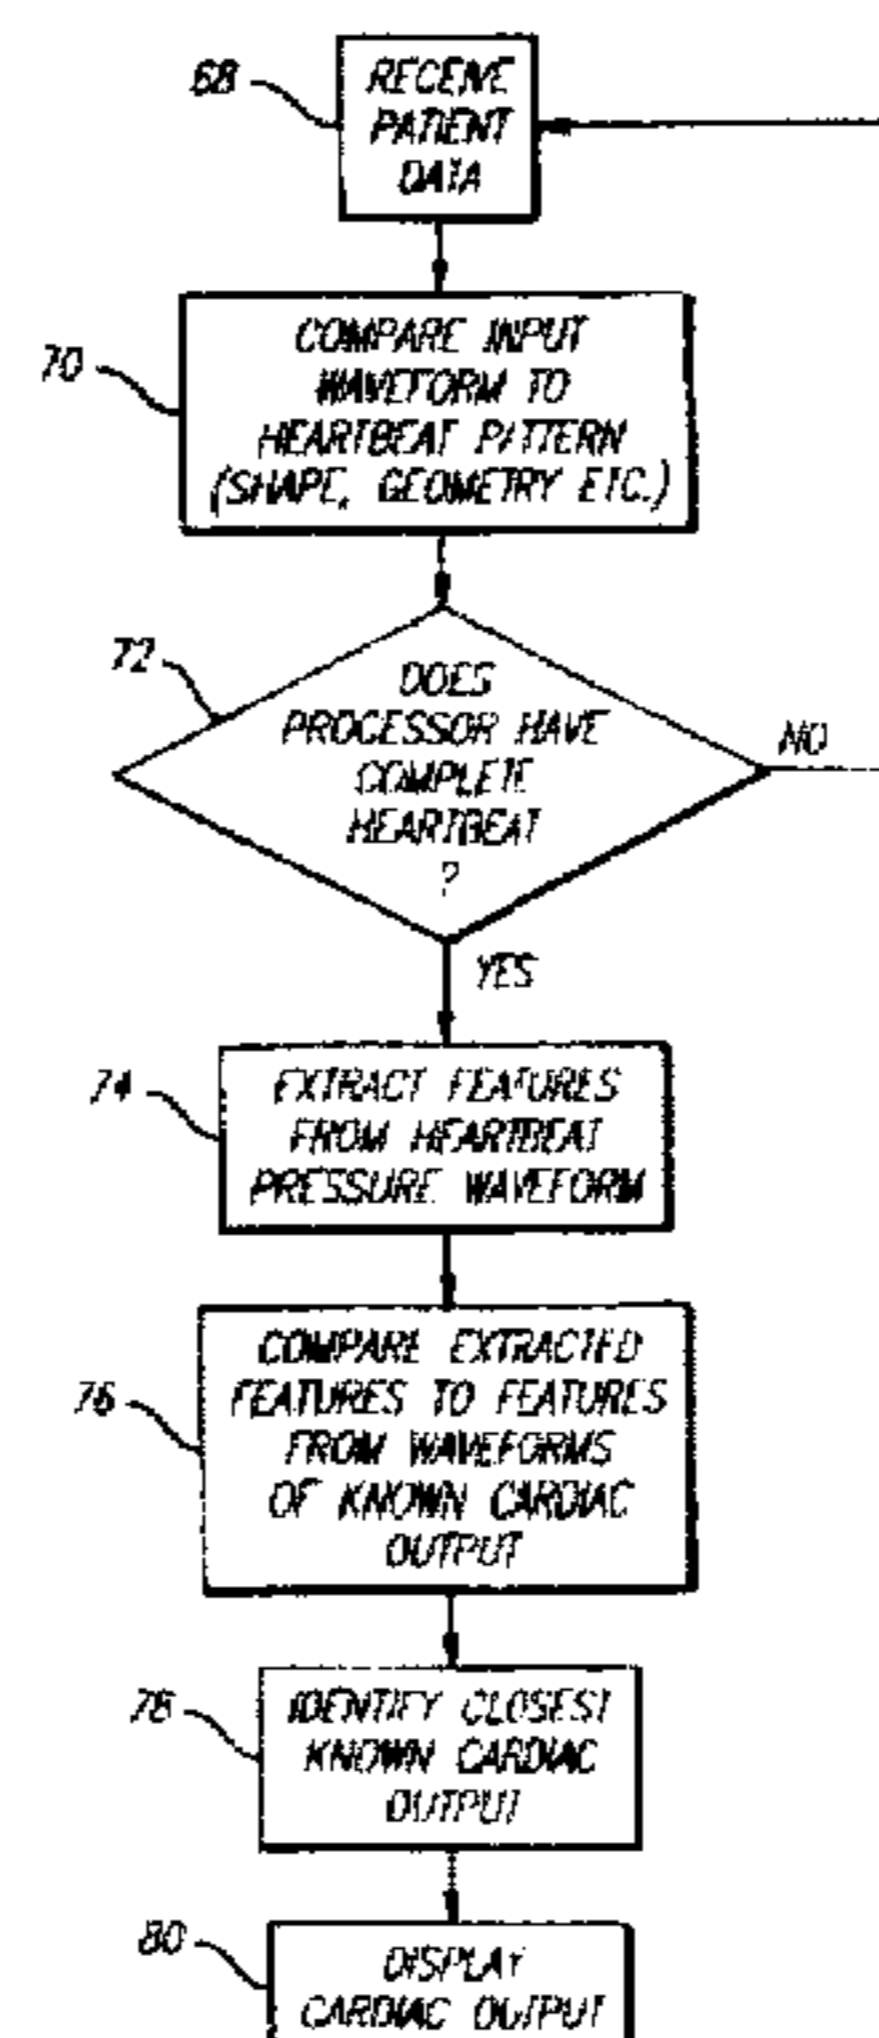 68
RECEIVE
PATIENT
DATA
70
COMPARE INPUT
WAVEFORM TO
HEARTBEAT PATTERN
(SHAPE, GEOMETRY ETC.)
72
DOES
PROCESSOR HAVE
COMPLETE
HEARTBEAT
?
NO
YES
74
EXTRACT FEATURES
FROM HEARTBEAT
PRESSURE WAVEFORM
76
COMPARE EXTRACTED
FEATURES TO FEATURES
FROM WAVEFORMS
OF KNOWN CARDIAC
OUTPUT
78
IDENTIFY CLOSEST
KNOWN CARDIAC
OUTPUT
80
DISPLAY
CARDIAC OUTPUT